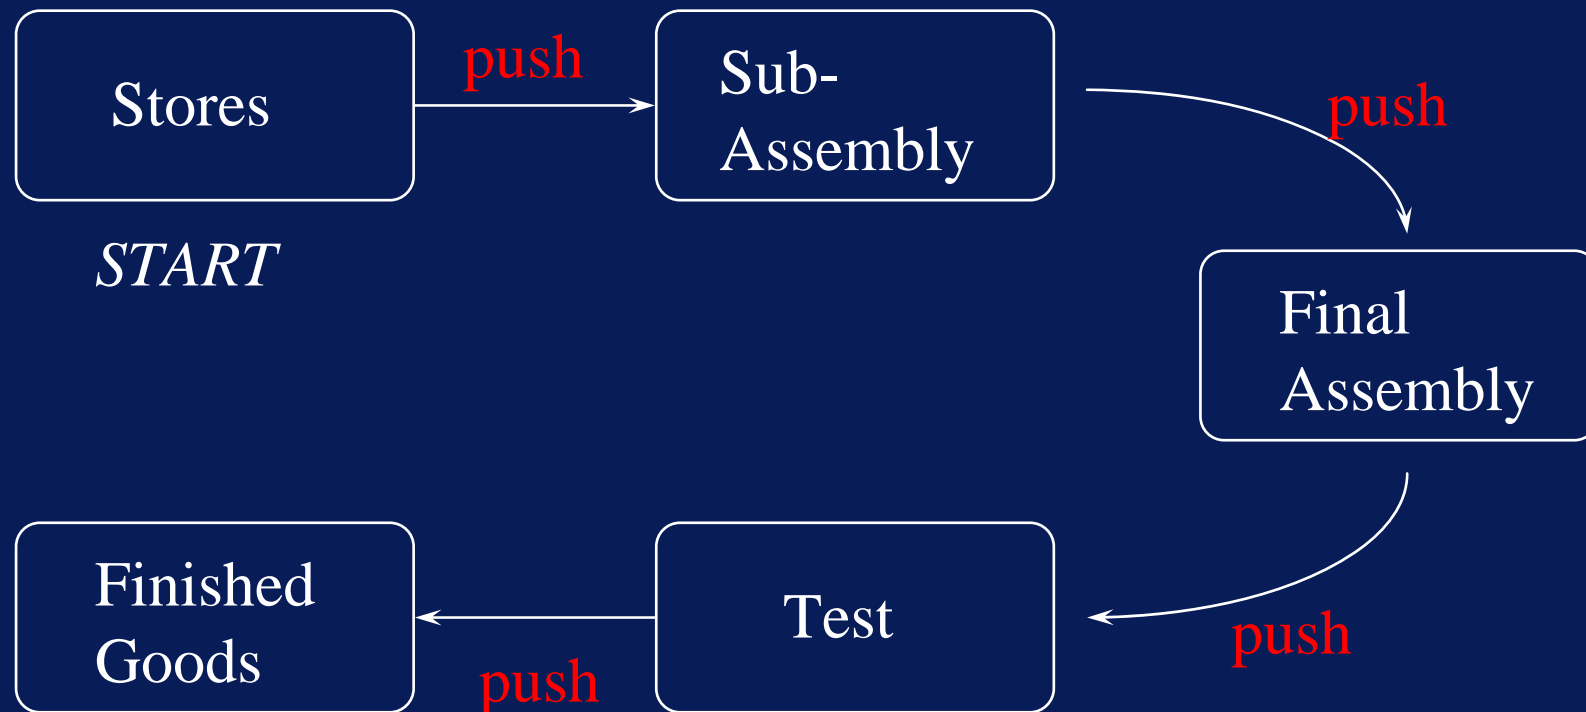 Stores
push
Sub-
Assembly
push
START
Final
Assembly
push
Test
push
Finished
Goods